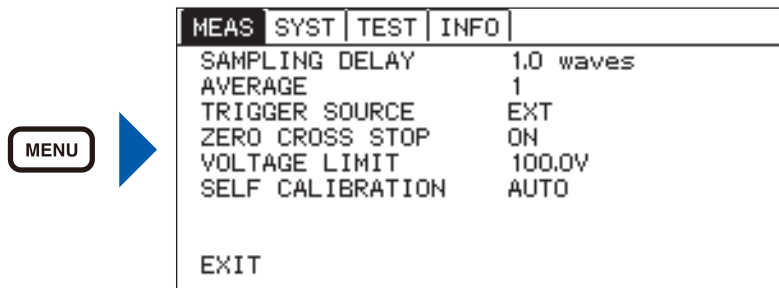 MENU
MEAS SYST TEST INFO
SAMPLING DELAY 1.0 waves
AVERAGE 1
TRIGGER SOURCE EXT
ZERO CROSS STOP ON
VOLTAGE LIMIT 100.0V
SELF CALIBRATION AUTO
EXIT